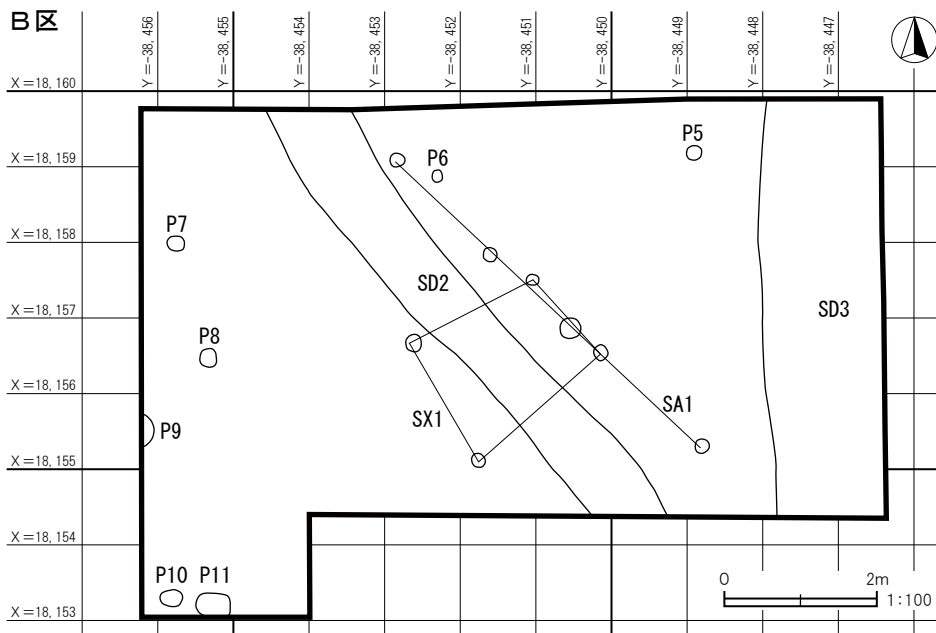 B区
Y=-38,456
Y=-38,455
Y=-38,454
Y=-38,453
Y=-38,452
Y=-38,451
Y=-38,450
Y=-38,449
Y=-38,448
Y=-38,447
X=18,160
X=18,159
X=18,158
X=18,157
X=18,156
X=18,155
X=18,154
X=18,153
P5
P6
P7
SD2
SD3
P8
SX1
SA1
P9
P10 P11
0 2m
1:100